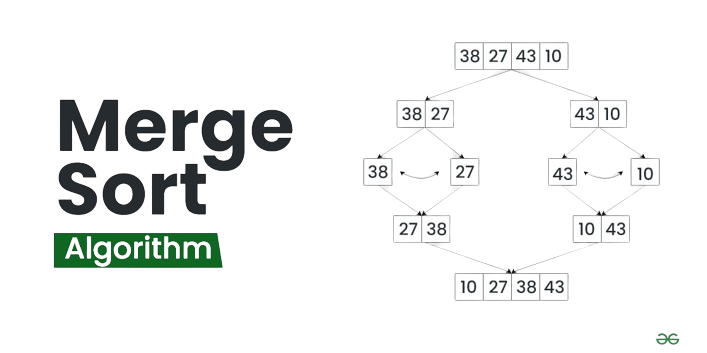 Merge
Sort
Algorithm
38 27 43 10
38 27
43 10
38
27
43
10
27 38
10 43
10 27 38 43